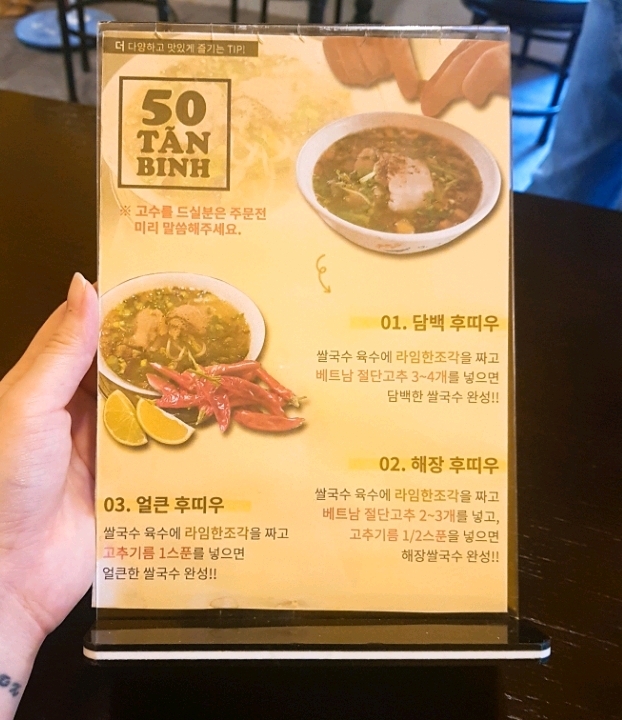 더 다양하고 맛있게 즐기는 TIP!
50
TÂN
BINH
※ 고수를 드실분은 주문전
미리 말씀해주세요.
01. 담백 후띠우
쌀국수 육수에 라임한조각을 짜고
베트남 절단고추 3~4개를 넣으면
담백한 쌀국수 완성!!
02. 해장 후띠우
쌀국수 육수에 라임한조각을 짜고
베트남 절단고추 2~3개를 넣고,
고추기름 1/2스푼을 넣으면
해장쌀국수 완성!!
03. 얼큰 후띠우
쌀국수 육수에 라임한조각을 짜고
고추기름 1스푼를 넣으면
얼큰한 쌀국수 완성!!